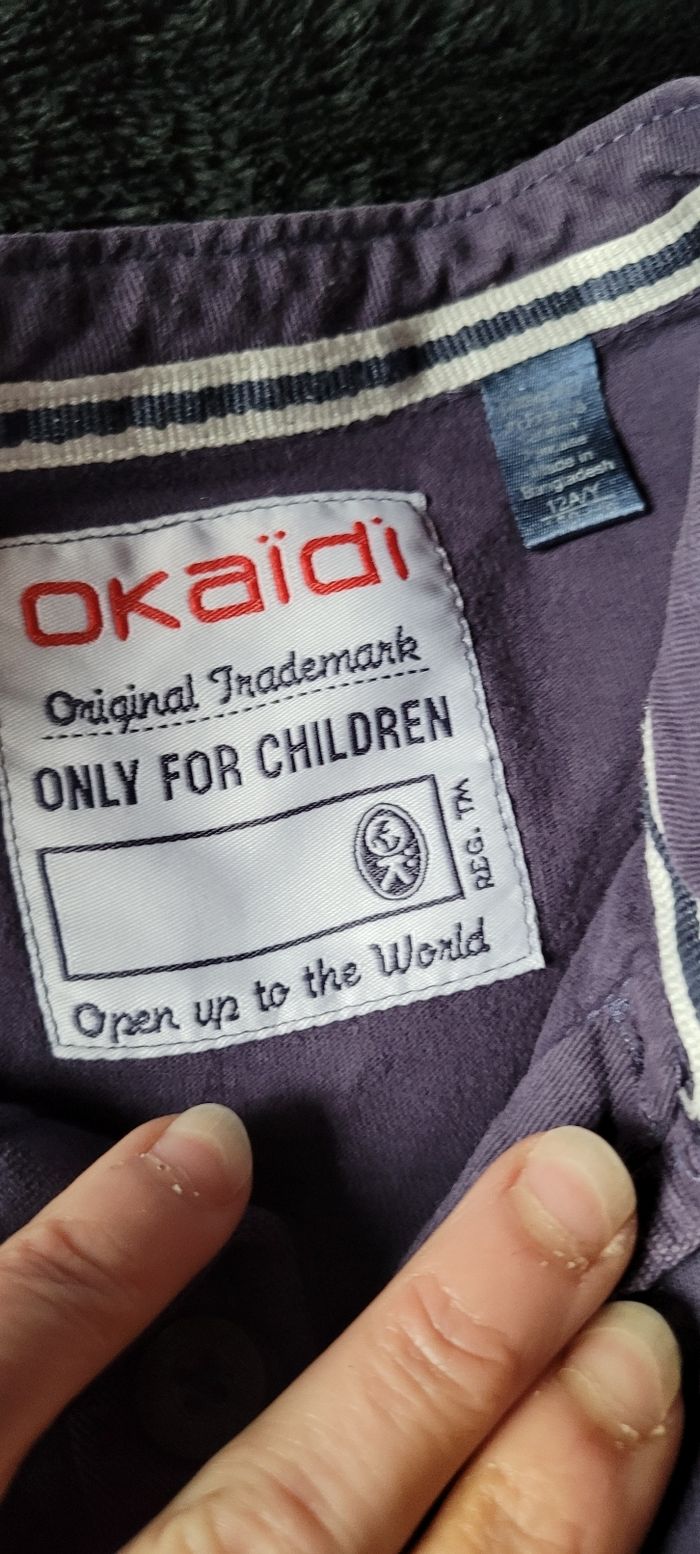 OKaïdi
Original Trademark
ONLY FOR CHILDREN
REG. TM
Open up to the World
Made in
Bangladesh
12A/Y